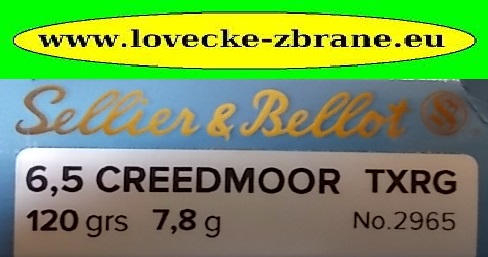 www.lovecke-zbrane.eu
Sellier & Bellot
6,5 CREEDMOOR TXRG
120 grs 7,8 g No.2965